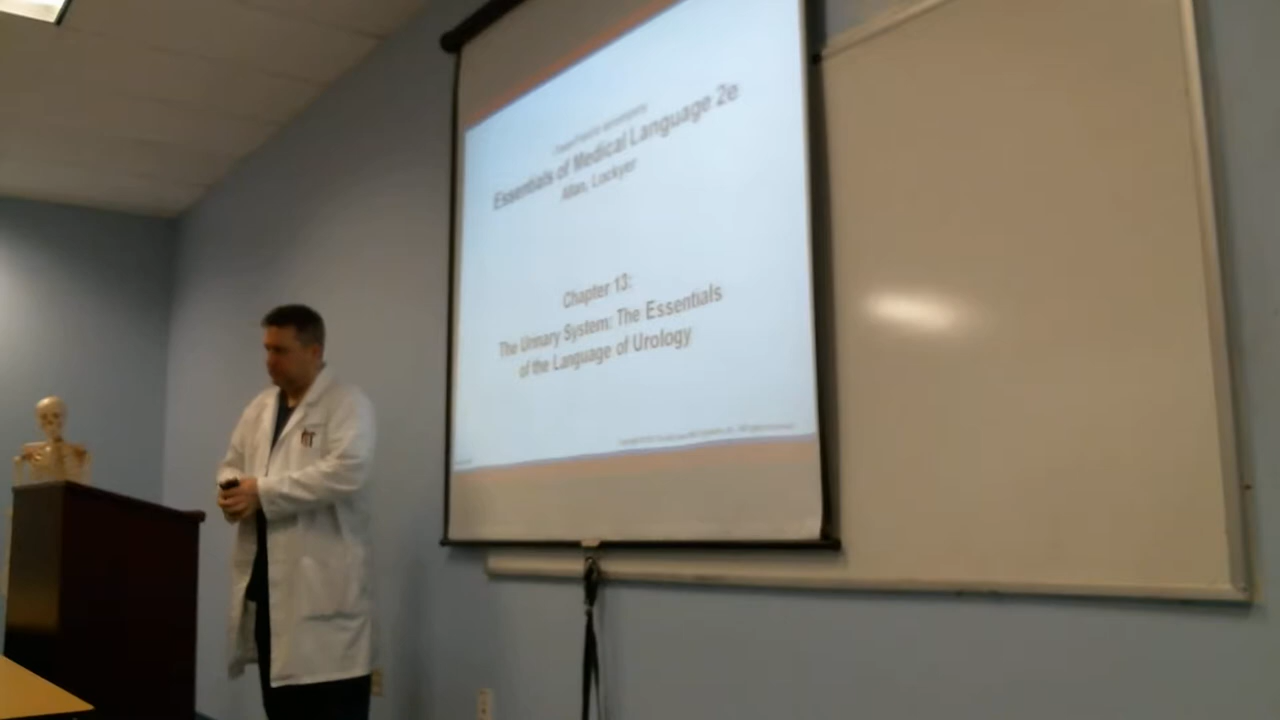 Essentials of Medical Language 2e
Allan, Lockyer
Chapter 13:
The Urinary System: The Essentials
of the Language of Urology